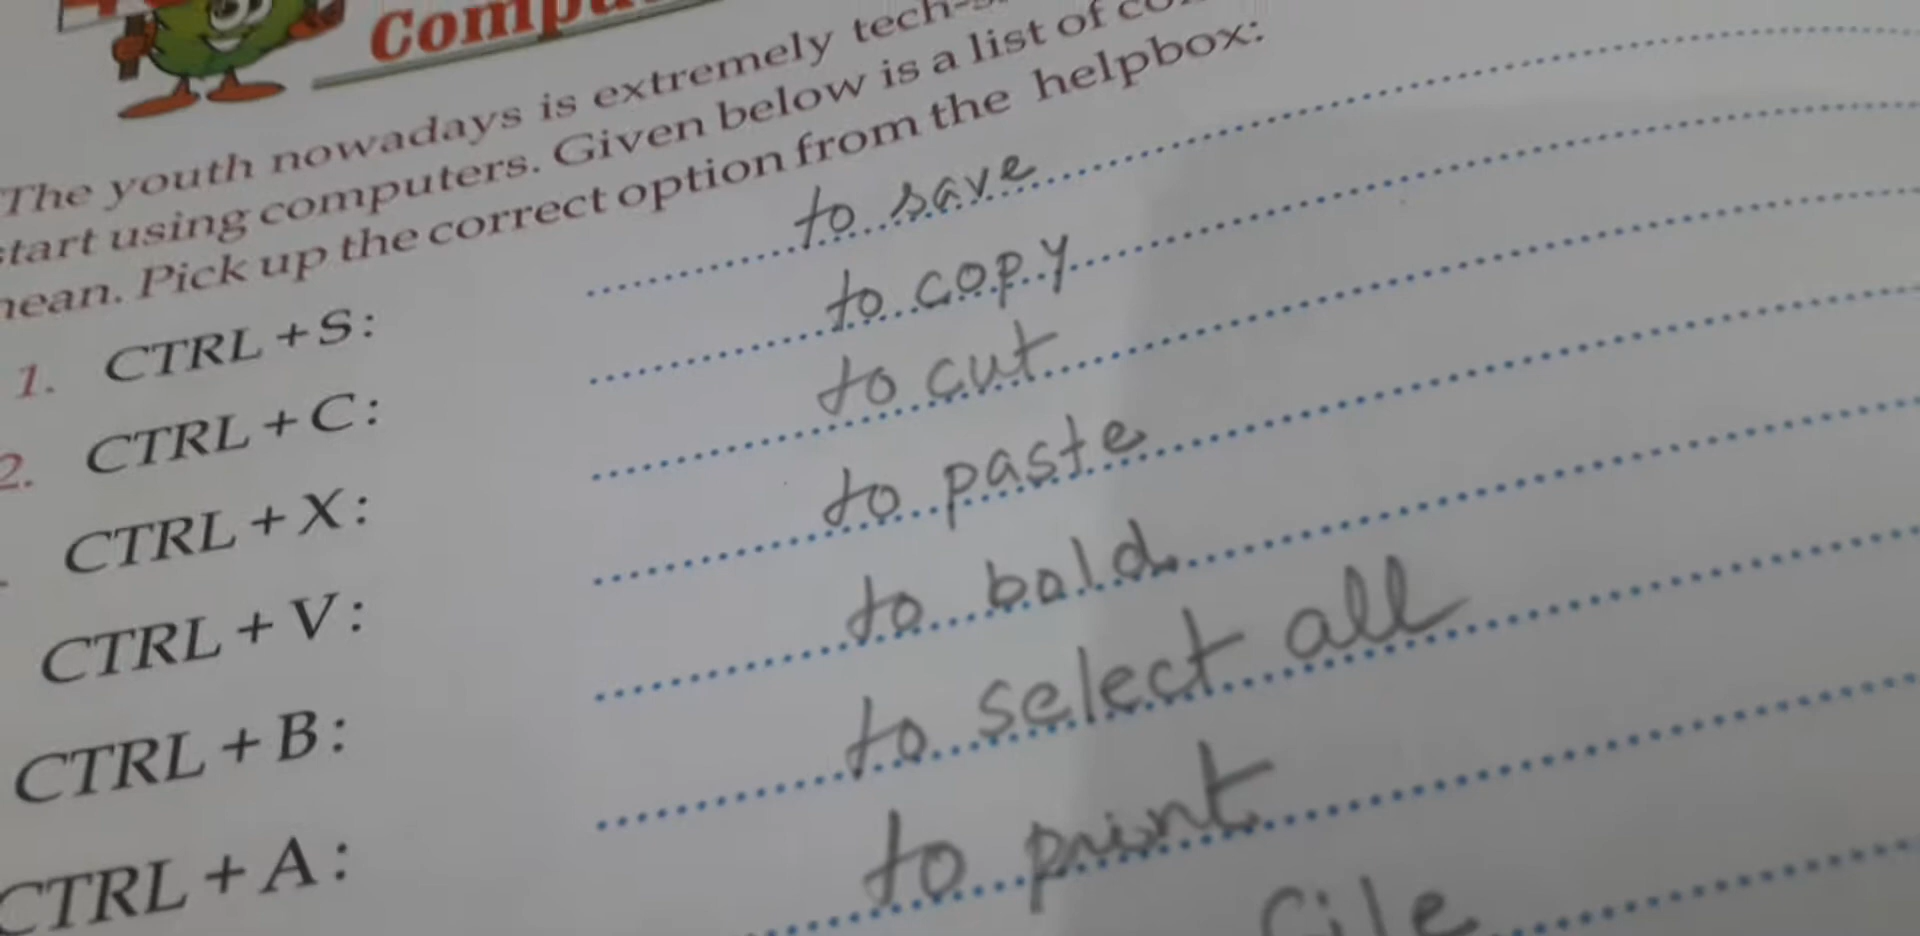 The youth nowadays is extremely
start using computers. Given below is a list of
mean. Pick up the correct option from the helpbox:
1. CTRL + S: to save
2. CTRL + C: to copy
CTRL + X: to cut
CTRL + V: to paste
CTRL + B: to bold
CTRL + A: to select all
to print
file